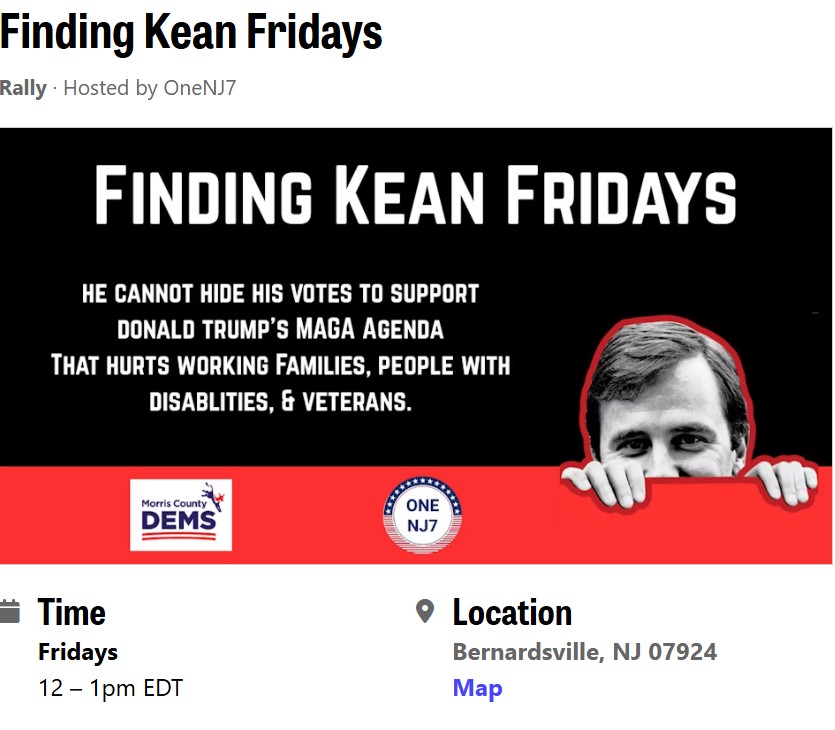 Finding Kean Fridays
Rally · Hosted by OneNJ7
FINDING KEAN FRIDAYS
HE CANNOT HIDE HIS VOTES TO SUPPORT
DONALD TRUMP'S MAGA AGENDA
THAT HURTS WORKING FAMILIES, PEOPLE WITH
DISABLITIES, & VETERANS.
Morris County
DEMS
ONE
NJ7
Time
Fridays
12 – 1pm EDT
Location
Bernardsville, NJ 07924
Map